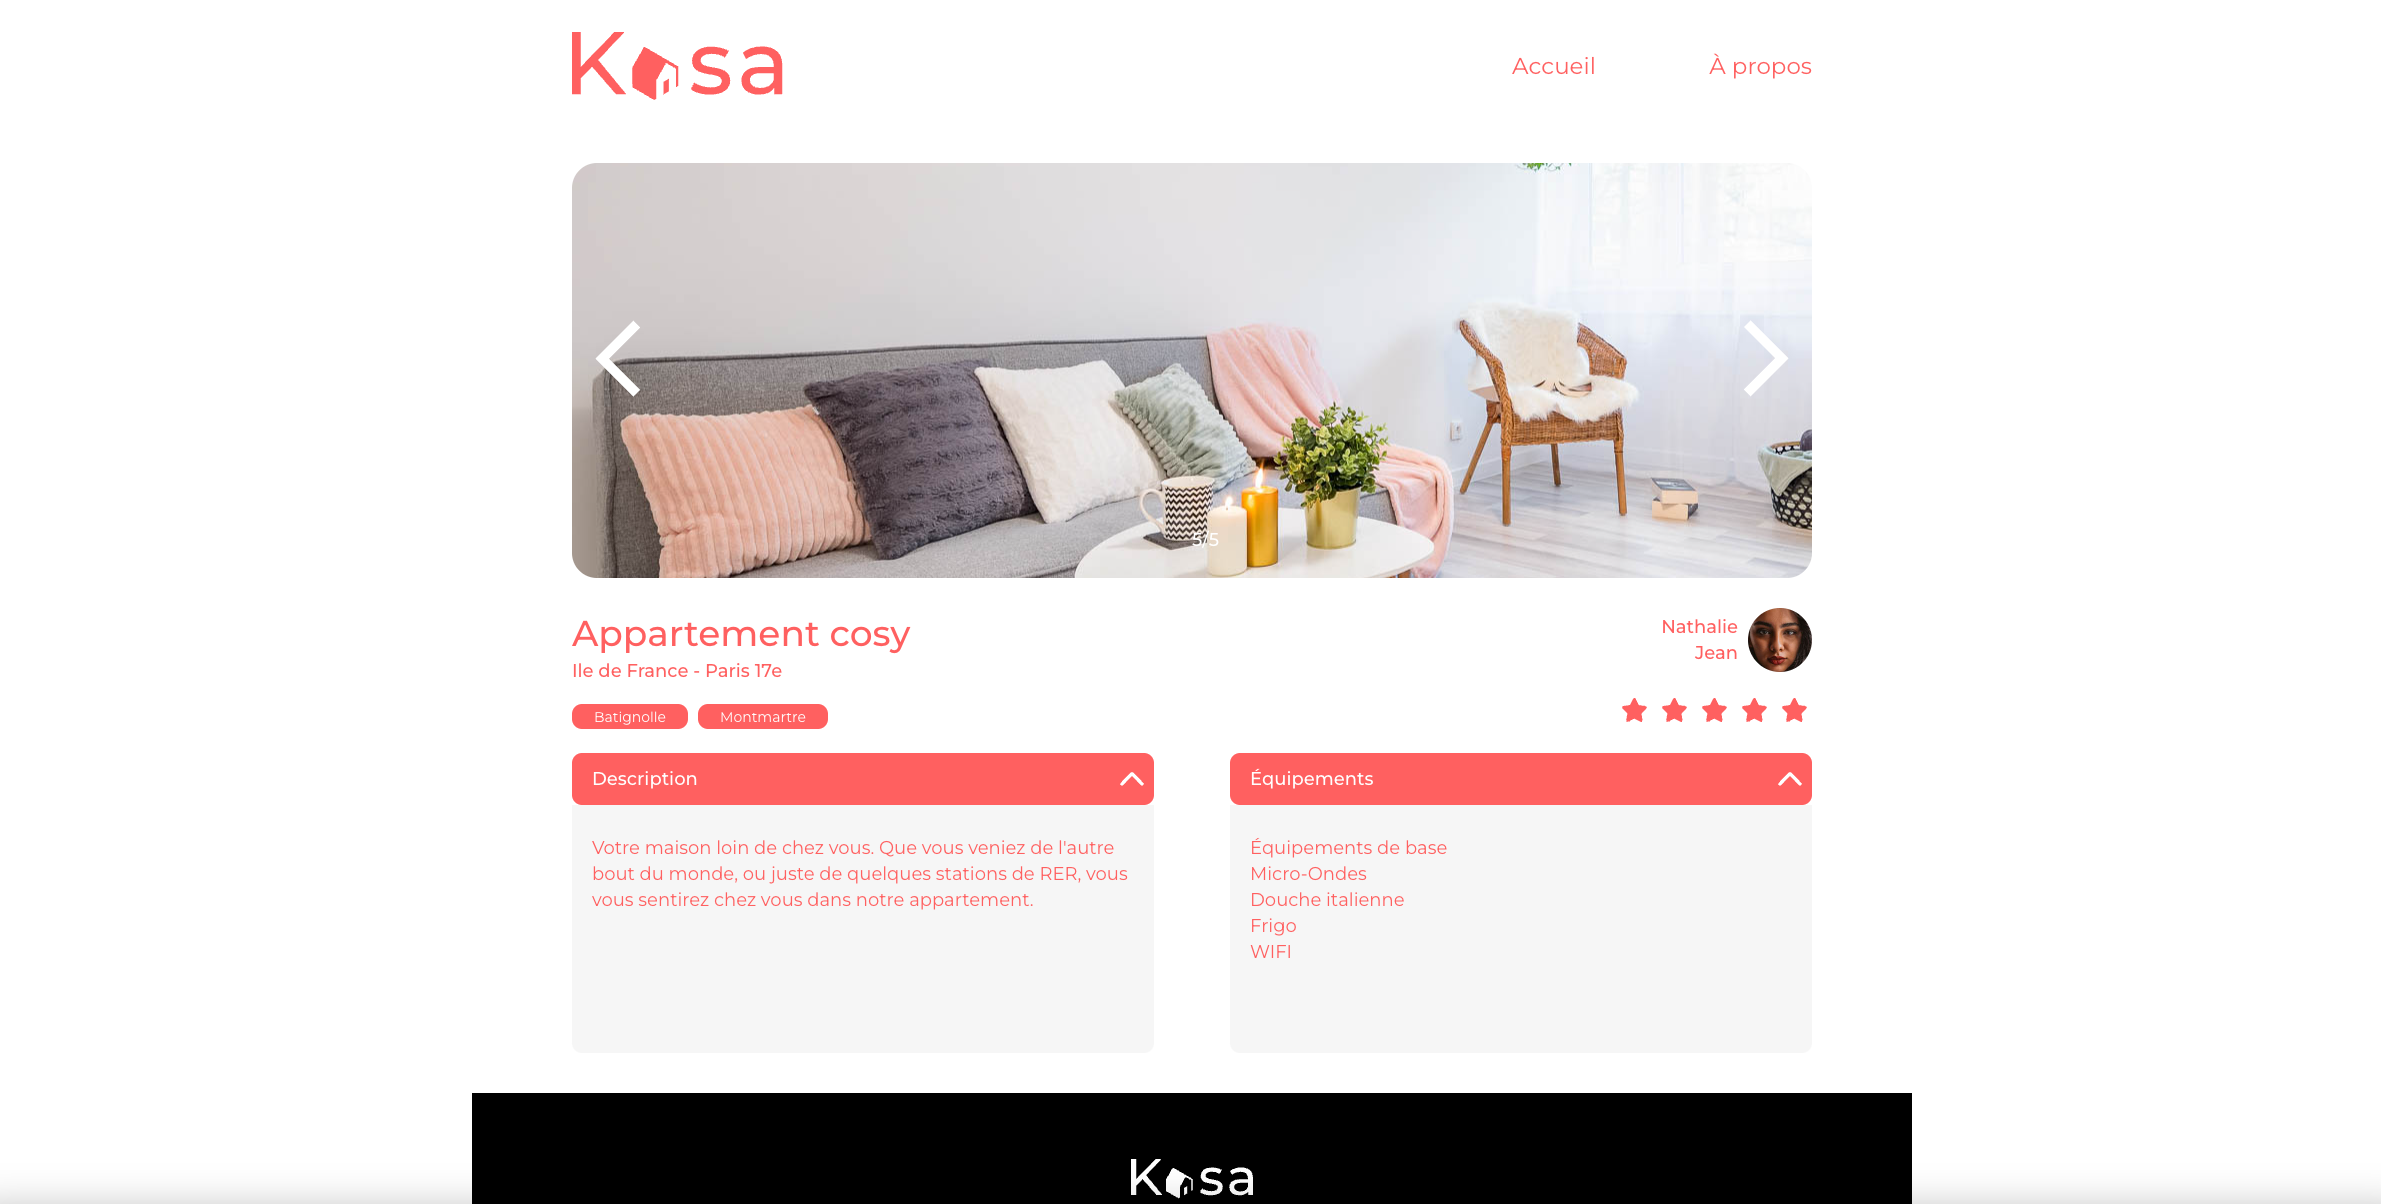 Kasa
Accueil
À propos
5/5
Appartement cosy
Ile de France - Paris 17e
Nathalie
Jean
Batignolle
Montmartre
Description
Votre maison loin de chez vous. Que vous veniez de l'autre
bout du monde, ou juste de quelques stations de RER, vous
vous sentirez chez vous dans notre appartement.
Équipements
Équipements de base
Micro-Ondes
Douche italienne
Frigo
WIFI
Kasa